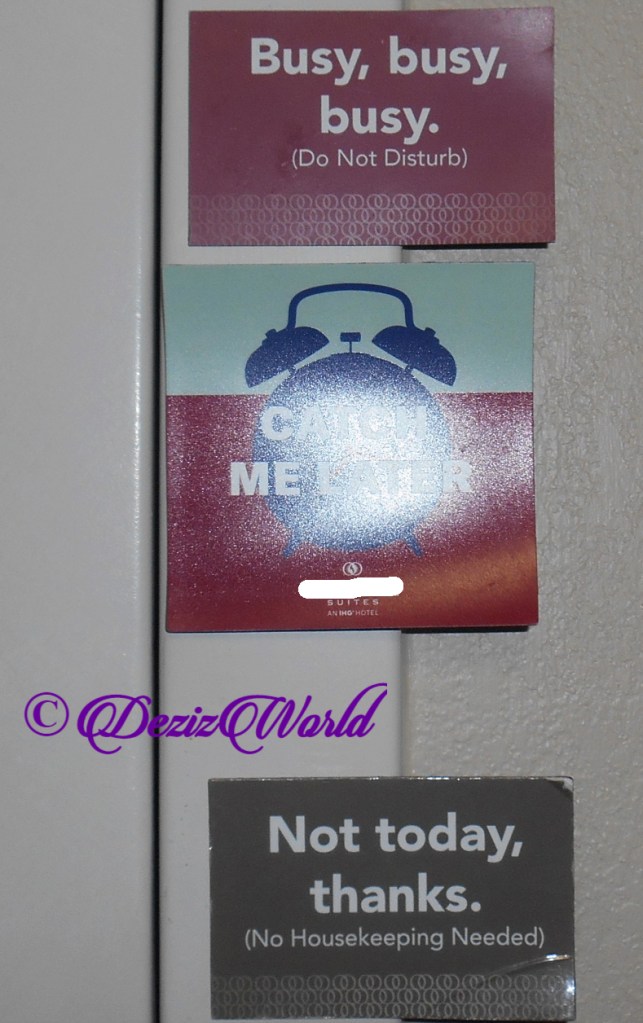 Busy, busy,
busy.
(Do Not Disturb)
CATCH
ME LATER
SUITES
AN IHG® HOTEL
© DezizWorld
Not today,
thanks.
(No Housekeeping Needed)